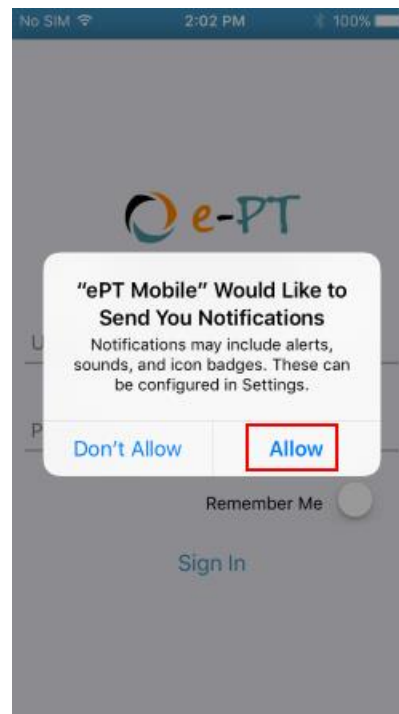 No SIM 2:02 PM 100%
e-PT
"ePT Mobile" Would Like to
Send You Notifications
Notifications may include alerts,
sounds, and icon badges. These can
be configured in Settings.
U
P
Don't Allow Allow
Remember Me
Sign In